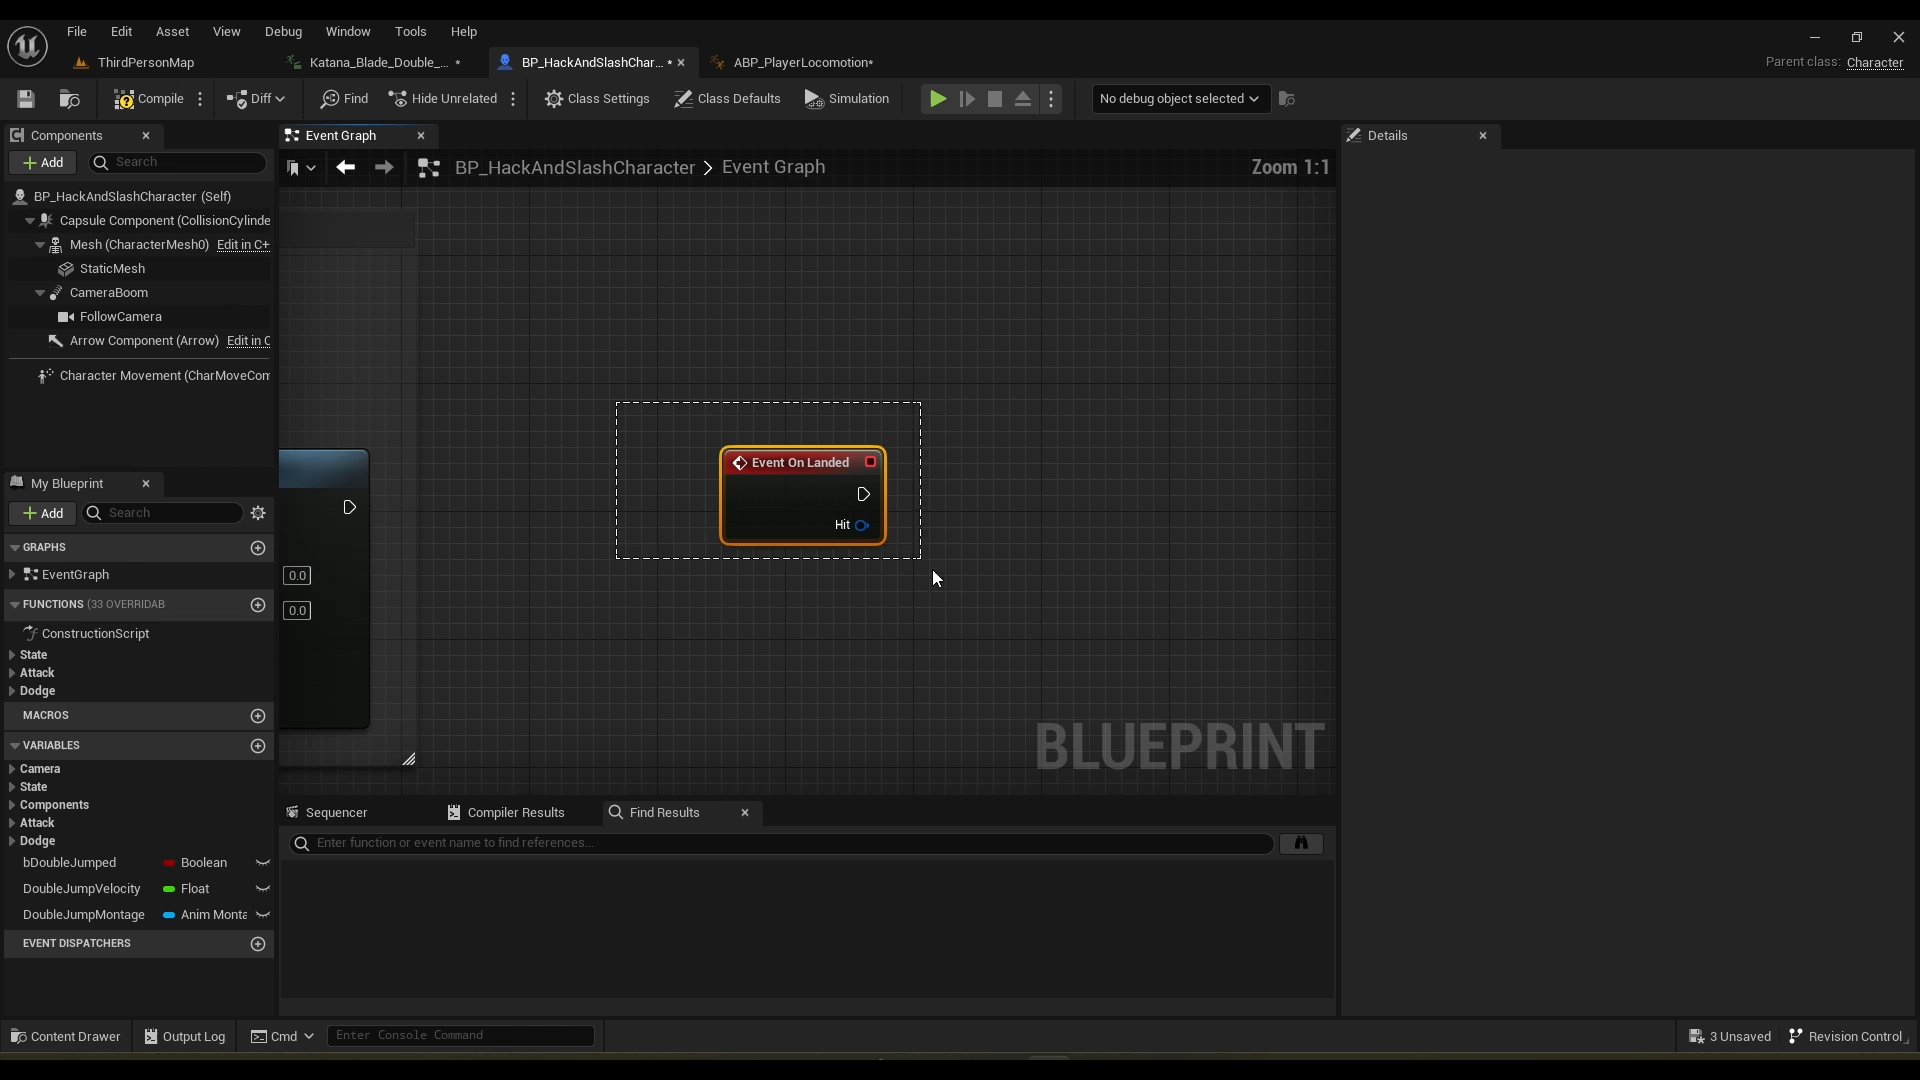 File Edit Asset View Debug Window Tools Help
ThirdPersonMap Katana_Blade_Double_... * BP_HackAndSlashChar... * ABP_PlayerLocomotion* Parent class: Character
Compile Diff Find Hide Unrelated Class Settings Class Defaults Simulation No debug object selected
Components
Add Search
BP_HackAndSlashCharacter (Self)
Capsule Component (CollisionCylinde
Mesh (CharacterMesh0) Edit in C+
StaticMesh
CameraBoom
FollowCamera
Arrow Component (Arrow) Edit in C
Character Movement (CharMoveCom
My Blueprint
Add Search
GRAPHS
EventGraph
FUNCTIONS (33 OVERRIDAB
ConstructionScript
State
Attack
Dodge
MACROS
VARIABLES
Camera
State
Components
Attack
Dodge
bDoubleJumped Boolean
DoubleJumpVelocity Float
DoubleJumpMontage Anim Monta
EVENT DISPATCHERS
Event Graph
BP_HackAndSlashCharacter > Event Graph Zoom 1:1
Event On Landed
Hit
0.0
0.0
BLUEPRINT
Sequencer Compiler Results Find Results
Enter function or event name to find references...
Details
Content Drawer Output Log Cmd Enter Console Command 3 Unsaved Revision Control